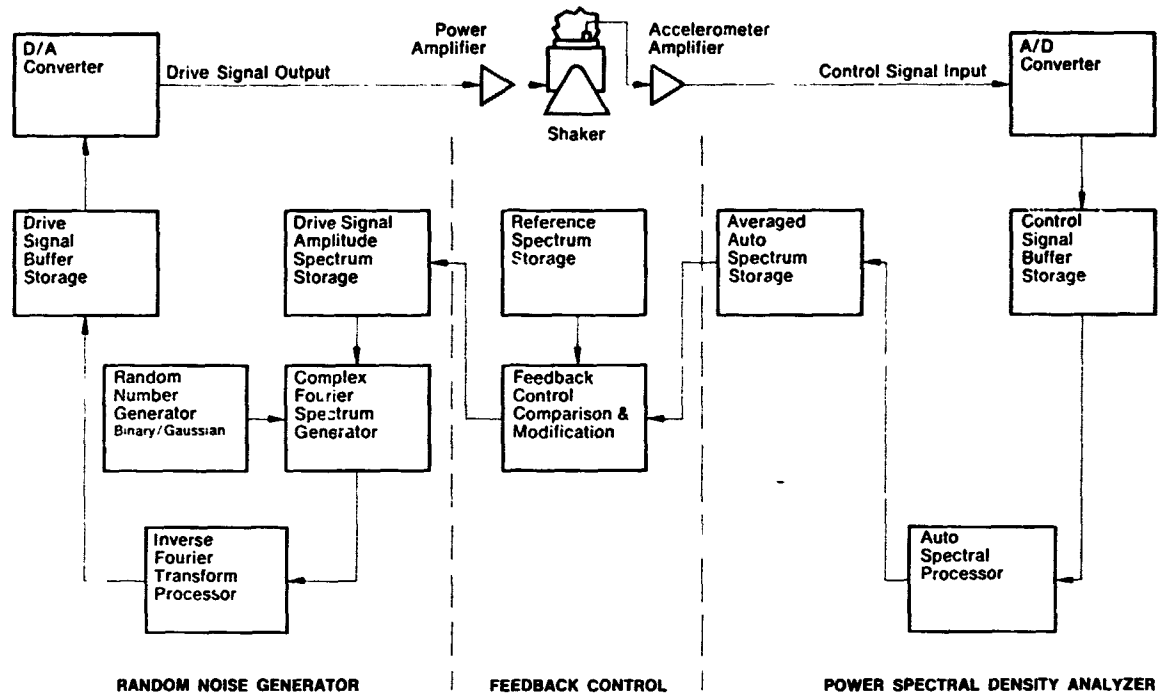 D/A
Converter
Drive Signal Output
Power
Amplifier
Shaker
Accelerometer
Amplifier
Control Signal Input
A/D
Converter
Drive
Signal
Buffer
Storage
Drive Signal
Amplitude
Spectrum
Storage
Reference
Spectrum
Storage
Averaged
Auto
Spectrum
Storage
Control
Signal
Buffer
Storage
Random
Number
Generator
Binary/Gaussian
Complex
Fourier
Spectrum
Generator
Feedback
Control
Comparison &
Modification
Inverse
Fourier
Transform
Processor
Auto
Spectral
Processor
RANDOM NOISE GENERATOR
FEEDBACK CONTROL
POWER SPECTRAL DENSITY ANALYZER